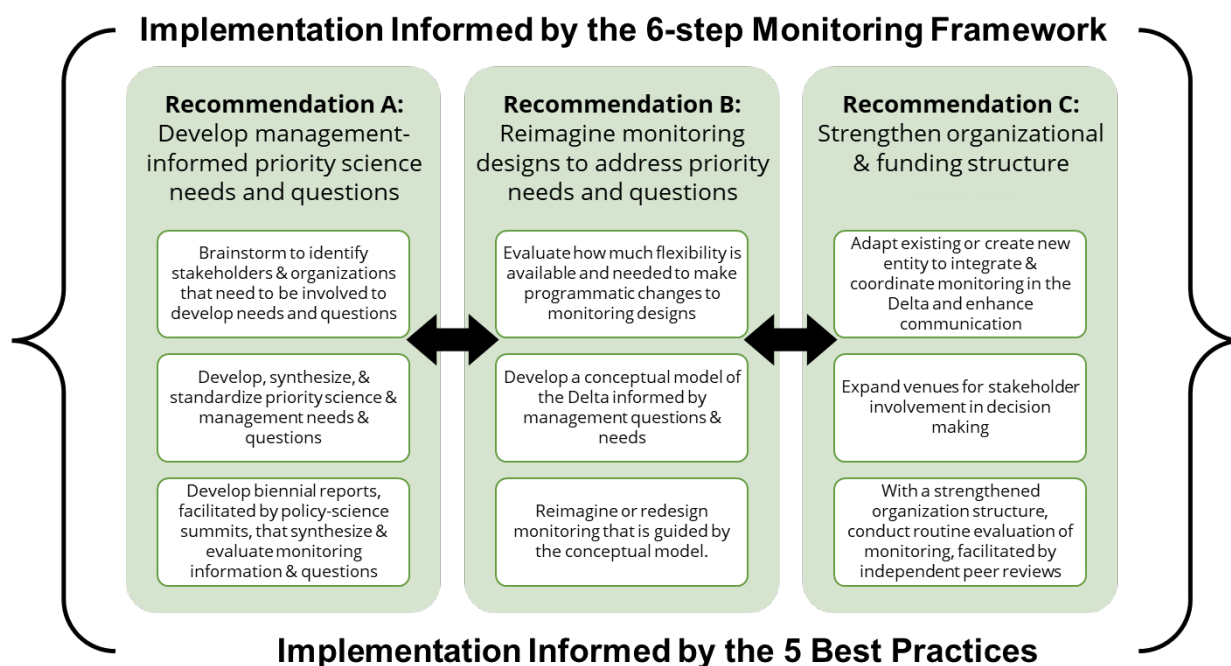 Implementation Informed by the 6-step Monitoring Framework
Recommendation A:
Develop management-
informed priority science
needs and questions
Brainstorm to identify
stakeholders & organizations
that need to be involved to
develop needs and questions
Develop, synthesize, &
standardize priority science &
management needs &
questions
Develop biennial reports,
facilitated by policy-science
summits, that synthesize &
evaluate monitoring
information & questions
Recommendation B:
Reimagine monitoring
designs to address priority
needs and questions
Evaluate how much flexibility is
available and needed to make
programmatic changes to
monitoring designs
Develop a conceptual model of
the Delta informed by
management questions &
needs
Reimagine or redesign
monitoring that is guided by
the conceptual model.
Recommendation C:
Strengthen organizational
& funding structure
Adapt existing or create new
entity to integrate &
coordinate monitoring in the
Delta and enhance
communication
Expand venues for stakeholder
involvement in decision
making
With a strengthened
organization structure,
conduct routine evaluation of
monitoring, facilitated by
independent peer reviews
Implementation Informed by the 5 Best Practices